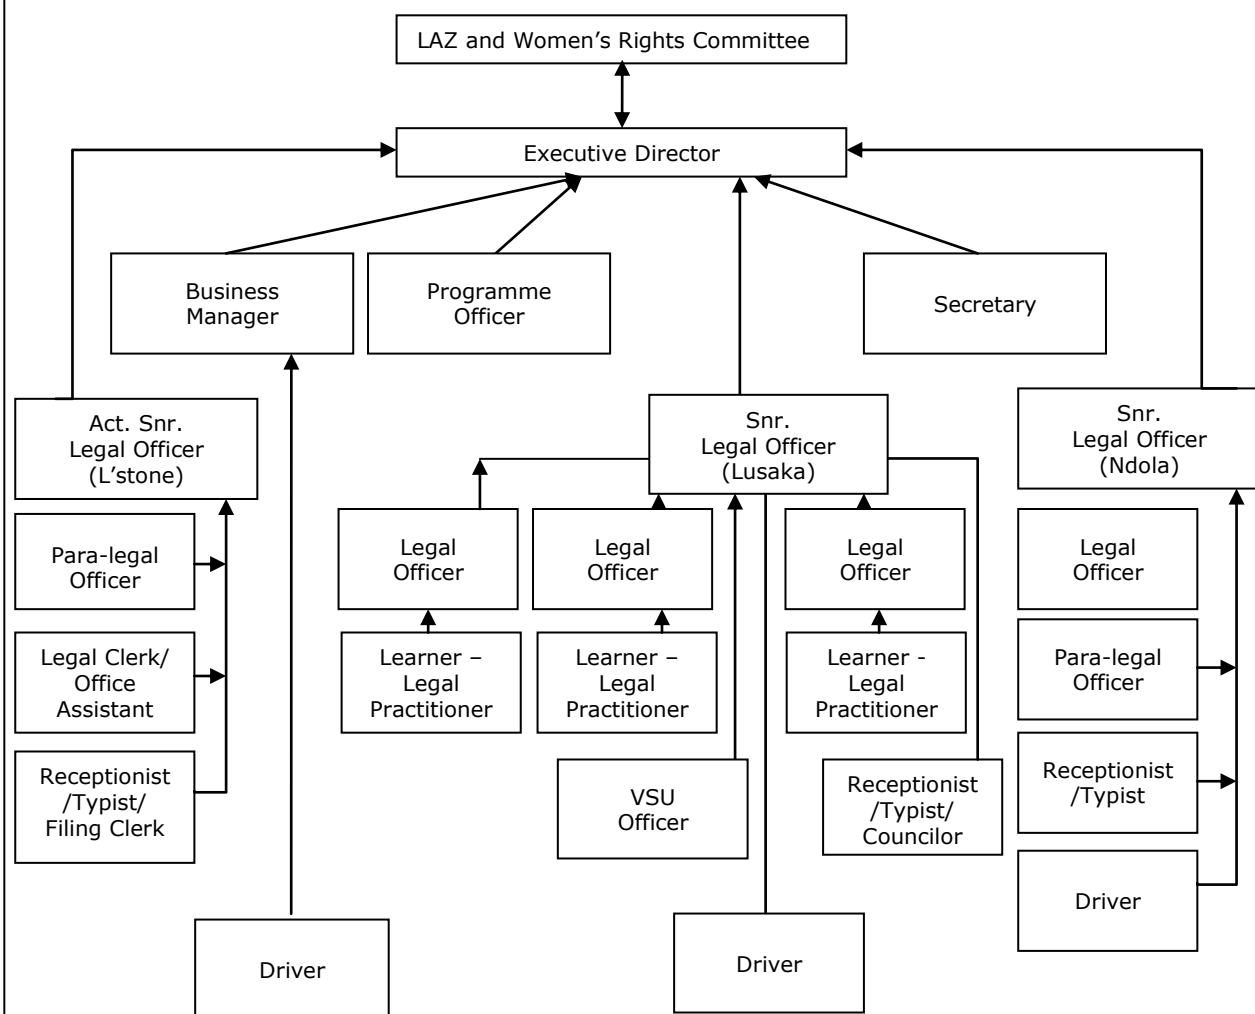 LAZ and Women’s Rights Committee
Executive Director
Business
Manager
Programme
Officer
Secretary
Act. Snr.
Legal Officer
(L’stone)
Snr.
Legal Officer
(Lusaka)
Snr.
Legal Officer
(Ndola)
Para-legal
Officer
Legal
Officer
Legal
Officer
Legal
Officer
Legal
Officer
Legal Clerk/
Office
Assistant
Learner –
Legal
Practitioner
Learner –
Legal
Practitioner
Learner -
Legal
Practitioner
Para-legal
Officer
Receptionist
/Typist/
Filing Clerk
VSU
Officer
Receptionist
/Typist/
Councilor
Receptionist
/Typist
Driver
Driver
Driver